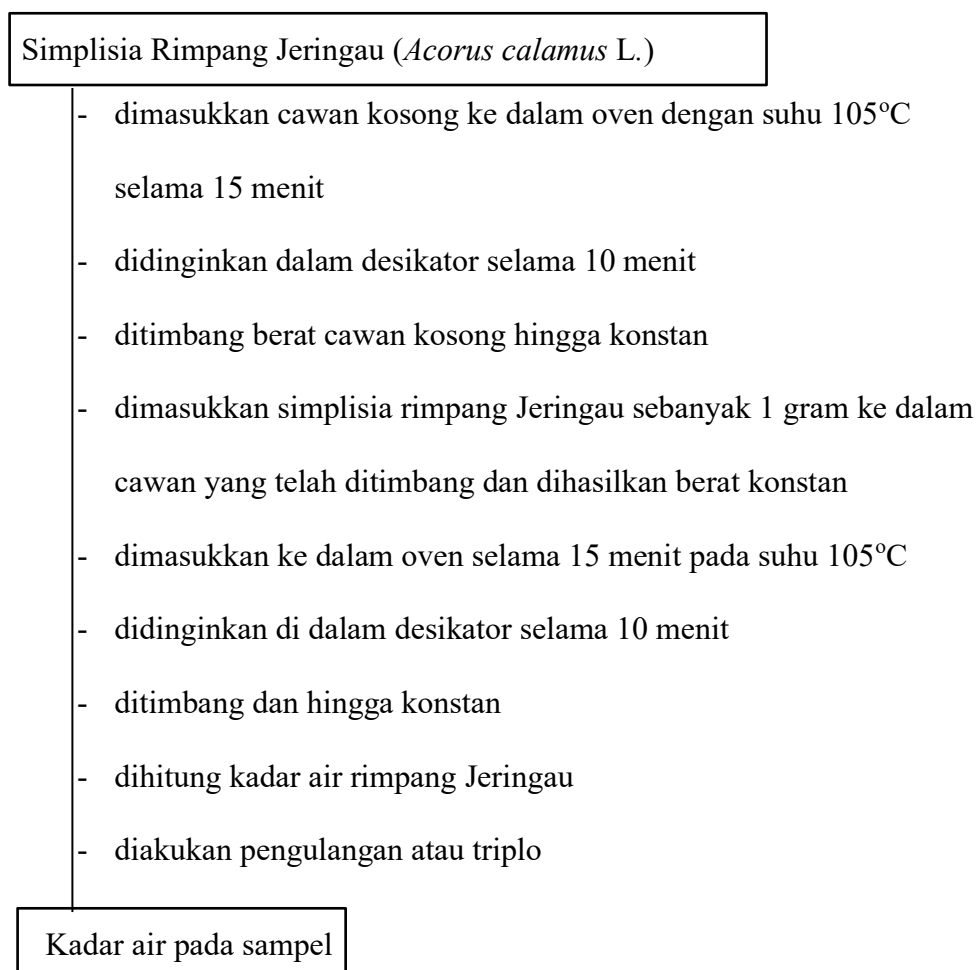 Simplisia Rimpang Jeringau (Acorus calamus L.)
- dimasukkan cawan kosong ke dalam oven dengan suhu 105°C
selama 15 menit
- didinginkan dalam desikator selama 10 menit
- ditimbang berat cawan kosong hingga konstan
- dimasukkan simplisia rimpang Jeringau sebanyak 1 gram ke dalam
cawan yang telah ditimbang dan dihasilkan berat konstan
- dimasukkan ke dalam oven selama 15 menit pada suhu 105°C
- didinginkan di dalam desikator selama 10 menit
- ditimbang dan hingga konstan
- dihitung kadar air rimpang Jeringau
- diakukan pengulangan atau triplo
Kadar air pada sampel